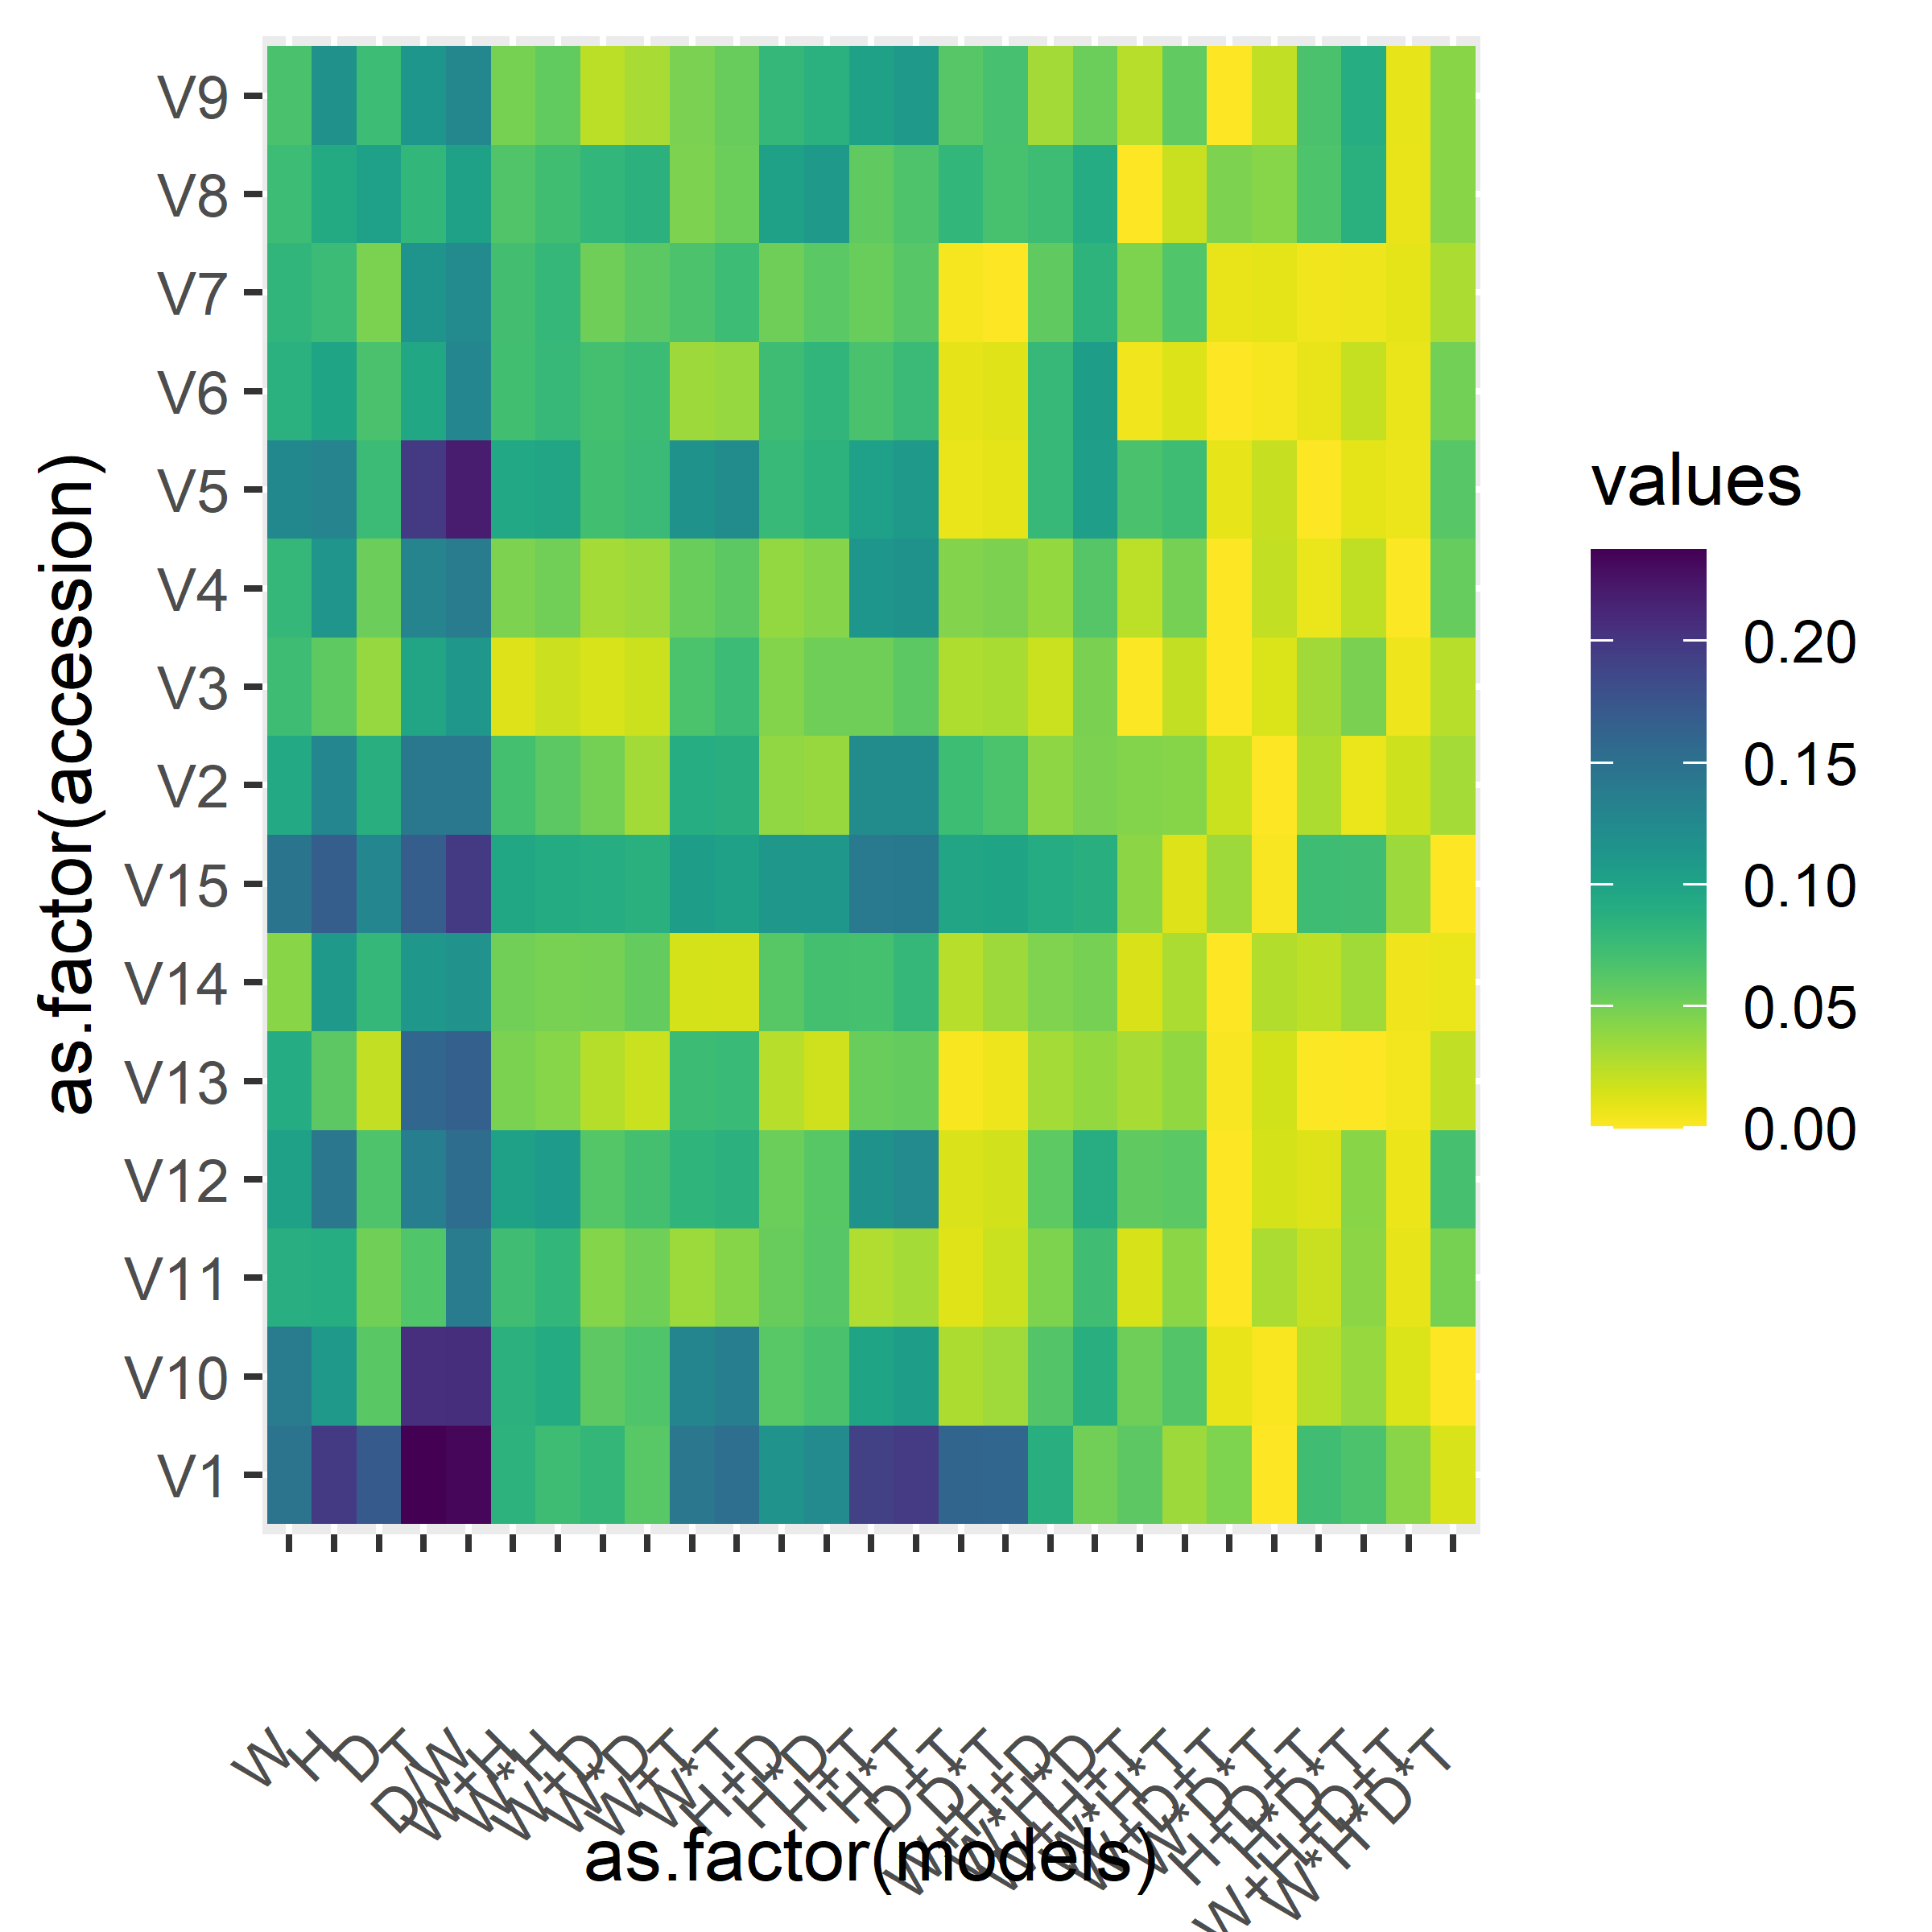 V9
V8
V7
V6
V5
V4
V3
V2
V15
V14
V13
V12
V11
V10
V1
as.factor(accession)
W
H
D
T
D/W
W+H
W*H
W+D
W*D
W+T
W*T
H+D
H*D
H+T
H*T
D+T
D*T
W+H+D
W*H*D
W+H+T
W*H*T
W+D+T
W*D*T
H+D+T
H*D*T
W+H+D+T
W*H*D*T
as.factor(models)
values
0.20
0.15
0.10
0.05
0.00